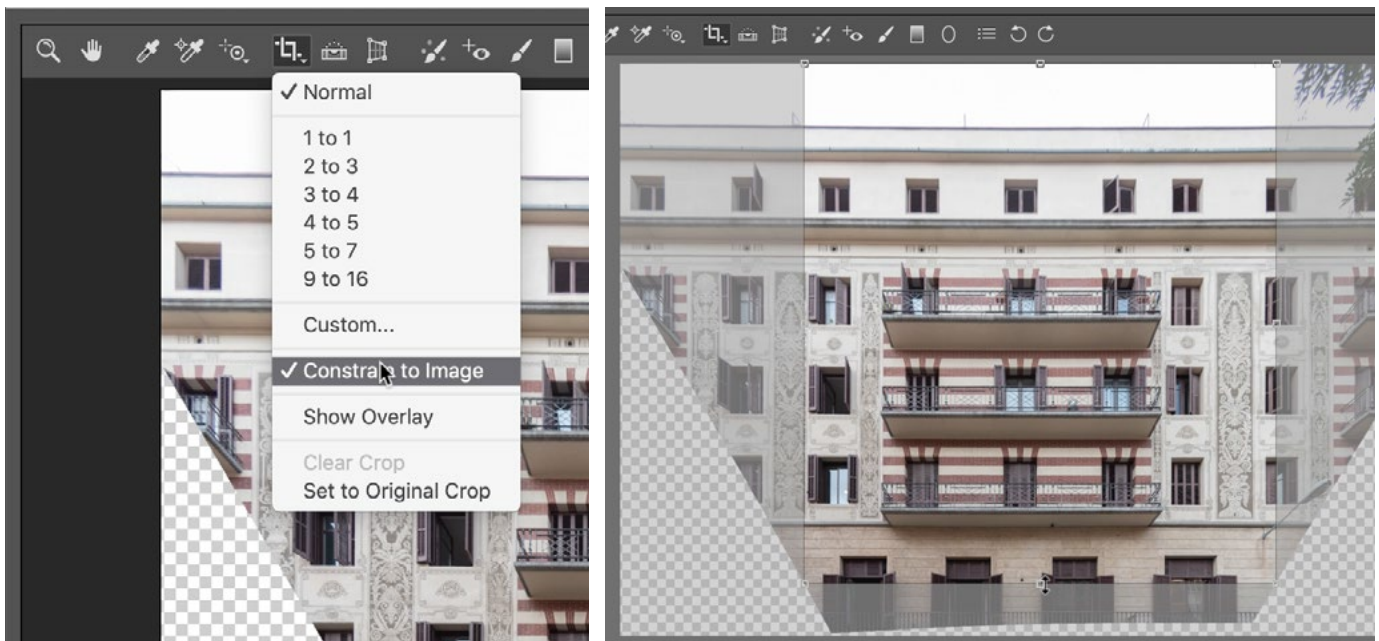 Normal
1 to 1
2 to 3
3 to 4
4 to 5
5 to 7
9 to 16
Custom...
Constrain to Image
Show Overlay
Clear Crop
Set to Original Crop